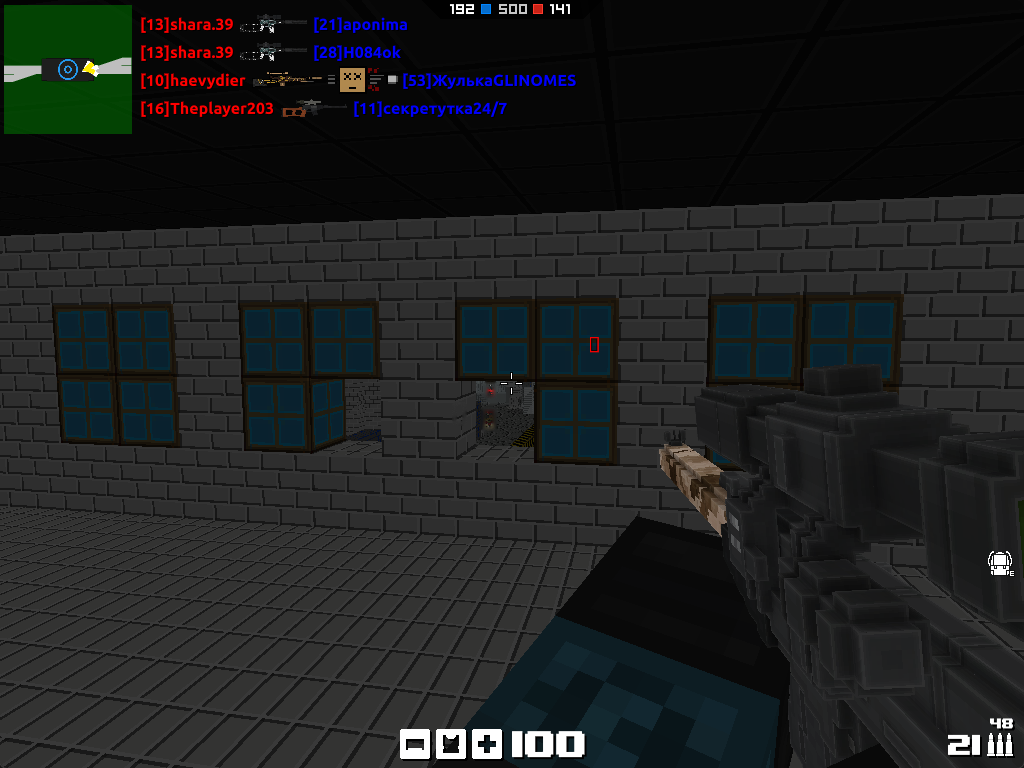 192 500 141
[13]shara.39 [21]aponima
[13]shara.39 [28]H084ok
[10]haevydier [53]ЖулькаGLINOMES
[16]Theplayer203 [11]секретутка24/7
E
100
48
21